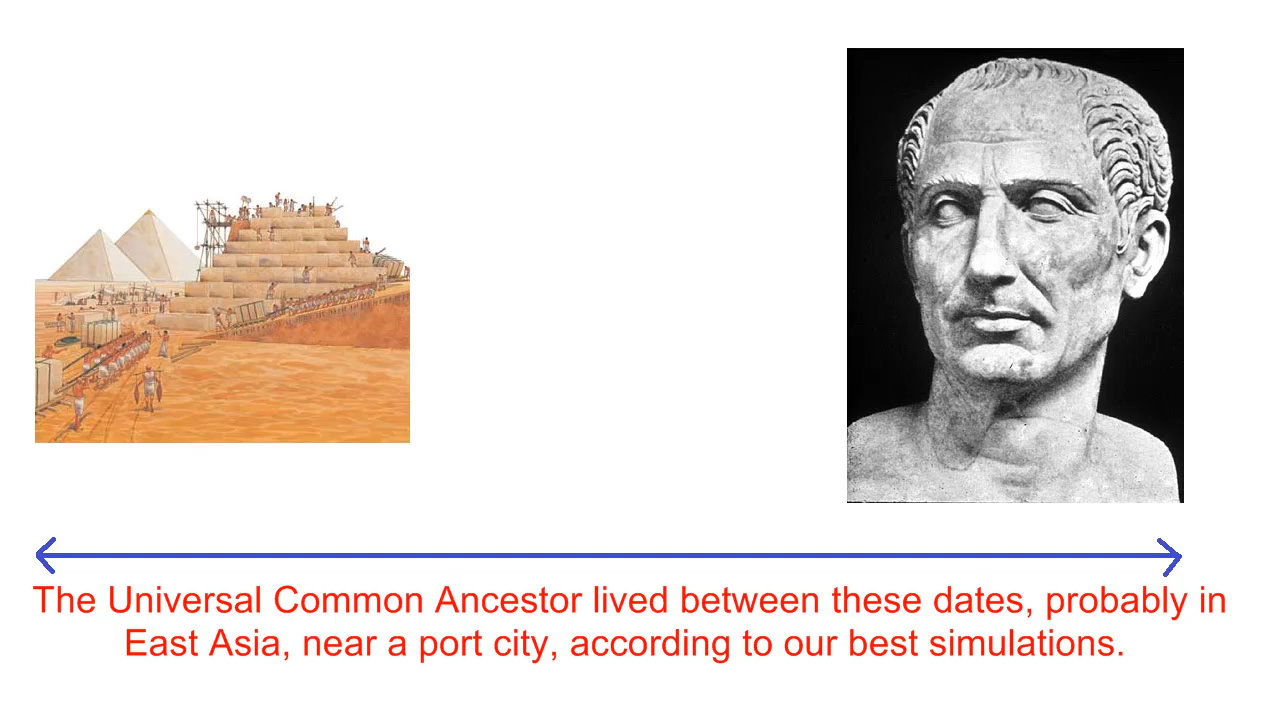 The Universal Common Ancestor lived between these dates, probably in
East Asia, near a port city, according to our best simulations.